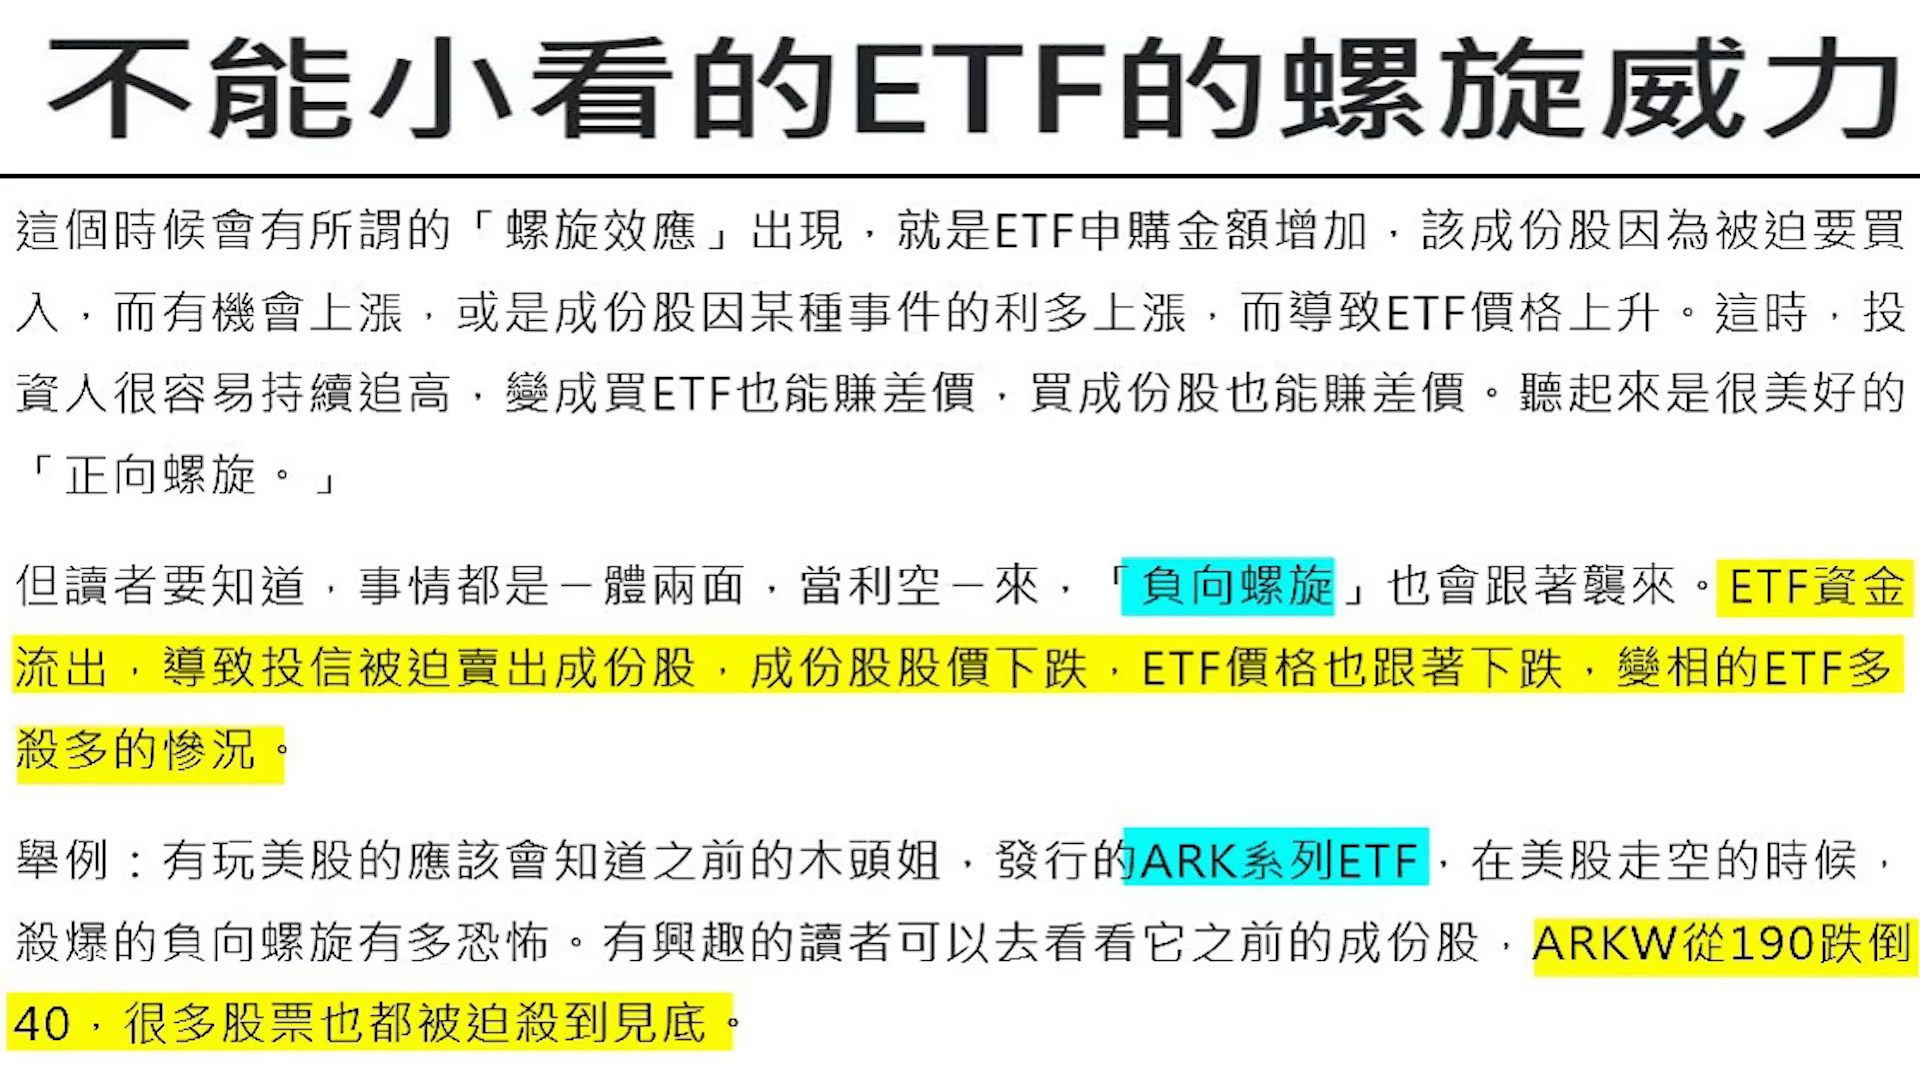 不能小看的ETF的螺旋威力
這個時候會有所謂的「螺旋效應」出現，就是ETF申購金額增加，該成份股因為被迫要買
入，而有機會上漲，或是成份股因某種事件的利多上漲，而導致ETF價格上升。這時，投
資人很容易持續追高，變成買ETF也能賺差價，買成份股也能賺差價。聽起來是很美好的
「正向螺旋。」
但讀者要知道，事情都是一體兩面，當利空一來，「負向螺旋」也會跟著襲來。ETF資金
流出，導致投信被迫賣出成份股，成份股股價下跌，ETF價格也跟著下跌，變相的ETF多
殺多的慘況。
舉例：有玩美股的應該會知道之前的木頭姐，發行的ARK系列ETF，在美股走空的時候，
殺爆的負向螺旋有多恐怖。有興趣的讀者可以去看看它之前的成份股，ARKW從190跌倒
40，很多股票也都被迫殺到見底。